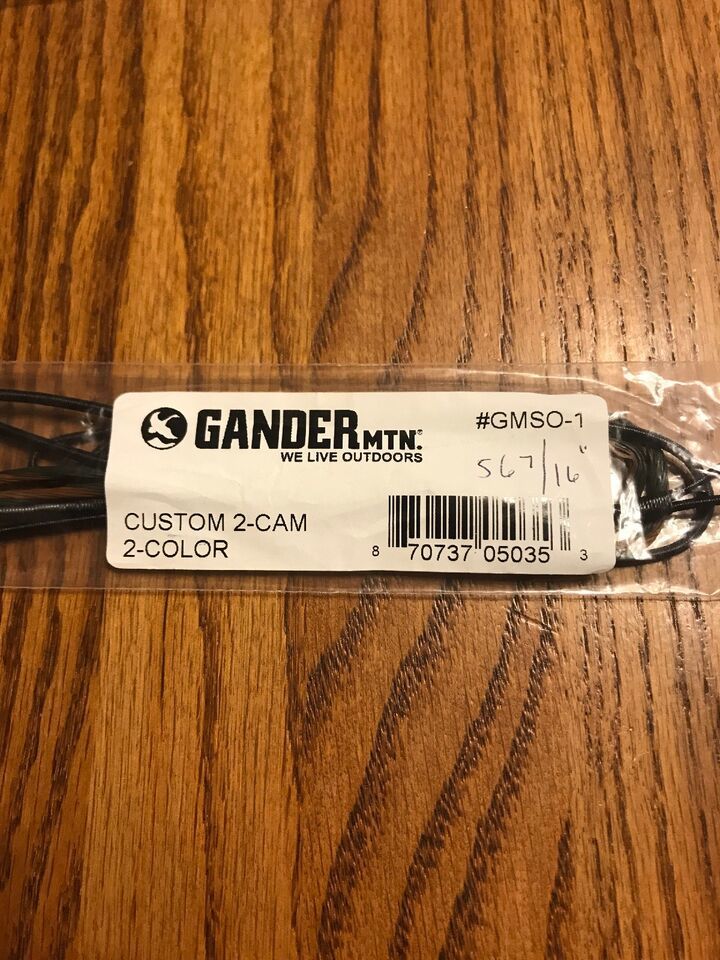 GANDER MTN.®
WE LIVE OUTDOORS
#GMSO-1
56 7/16"
CUSTOM 2-CAM
2-COLOR
8 70737 05035 3